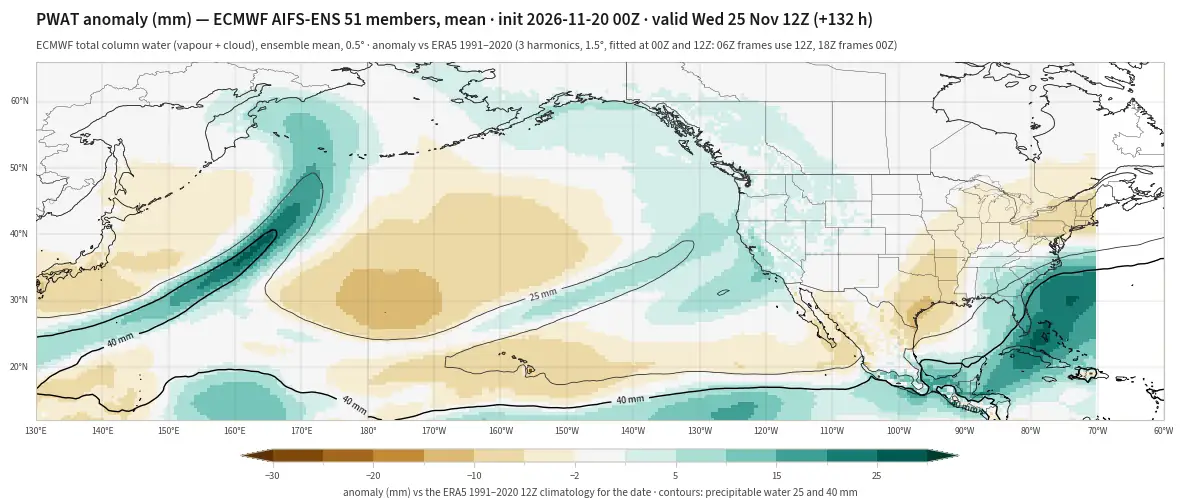 PWAT anomaly (mm) — ECMWF AIFS-ENS 51 members, mean · init 2026-11-20 00Z · valid Wed 25 Nov 12Z (+132 h)
ECMWF total column water (vapour + cloud), ensemble mean, 0.5° · anomaly vs ERA5 1991–2020 (3 harmonics, 1.5°, fitted at 00Z and 12Z: 06Z frames use 12Z, 18Z frames 00Z)
60°N
50°N
40°N
30°N
20°N
25 mm
40 mm
40 mm
40 mm
40 mm
130°E 140°E 150°E 160°E 170°E 180° 170°W 160°W 150°W 140°W 130°W 120°W 110°W 100°W 90°W 80°W 70°W 60°W
−30 −20 −10 −2 5 15 25
anomaly (mm) vs the ERA5 1991–2020 12Z climatology for the date · contours: precipitable water 25 and 40 mm